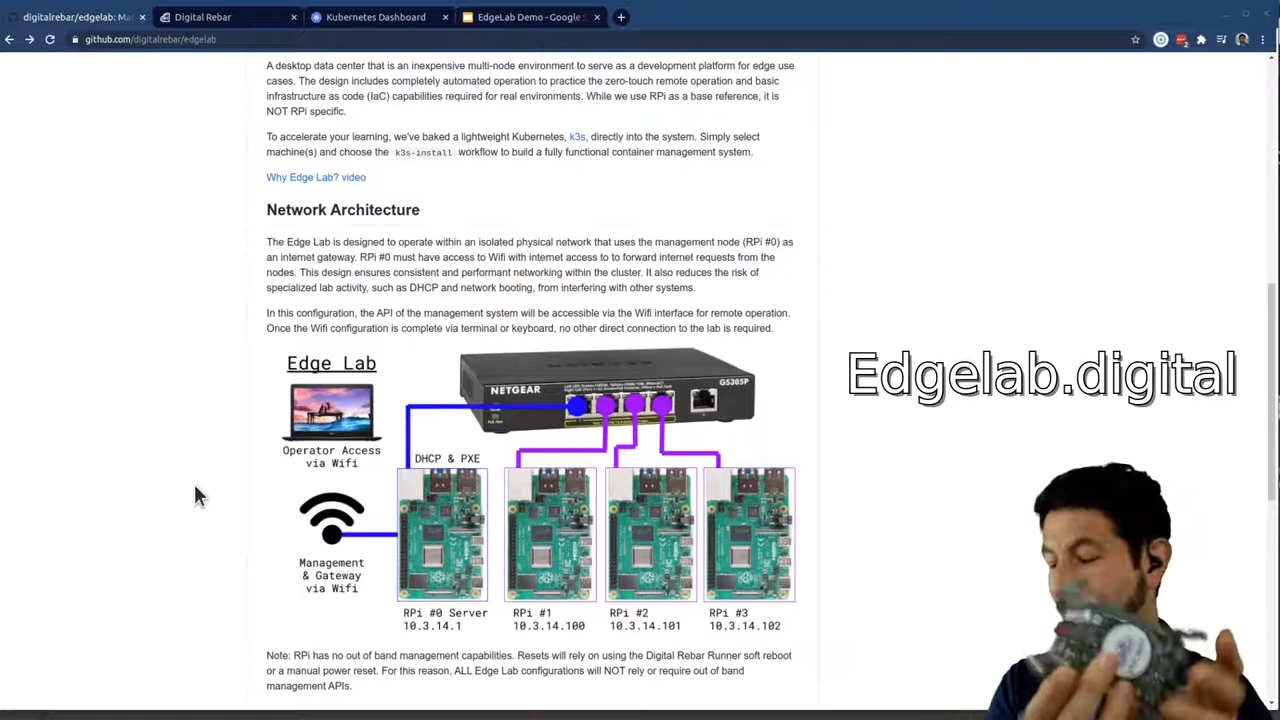 digitalrebar/edgelab: Ma
Digital Rebar
Kubernetes Dashboard
EdgeLab Demo - Google S
github.com/digitalrebar/edgelab
A desktop data center that is an inexpensive multi-node environment to serve as a development platform for edge use
cases. The design includes completely automated operation to practice the zero-touch remote operation and basic
infrastructure as code (IaC) capabilities required for real environments. While we use RPi as a base reference, it is
NOT RPi specific.
To accelerate your learning, we've baked a lightweight Kubernetes, k3s, directly into the system. Simply select
machine(s) and choose the k3s-install workflow to build a fully functional container management system.
Why Edge Lab? video
Network Architecture
The Edge Lab is designed to operate within an isolated physical network that uses the management node (RPi #0) as
an internet gateway. RPi #0 must have access to Wifi with internet access to to forward internet requests from the
nodes. This design ensures consistent and performant networking within the cluster. It also reduces the risk of
specialized lab activity, such as DHCP and network booting, from interfering with other systems.
In this configuration, the API of the management system will be accessible via the Wifi interface for remote operation.
Once the Wifi configuration is complete via terminal or keyboard, no other direct connection to the lab is required.
Edge Lab
NETGEAR
GS305P
Edgelab.digital
Operator Access
via Wifi
DHCP & PXE
Management
& Gateway
via Wifi
RPi #0 Server
10.3.14.1
RPi #1
10.3.14.100
RPi #2
10.3.14.101
RPi #3
10.3.14.102
Note: RPi has no out of band management capabilities. Resets will rely on using the Digital Rebar Runner soft reboot
or a manual power reset. For this reason, ALL Edge Lab configurations will NOT rely or require out of band
management APIs.